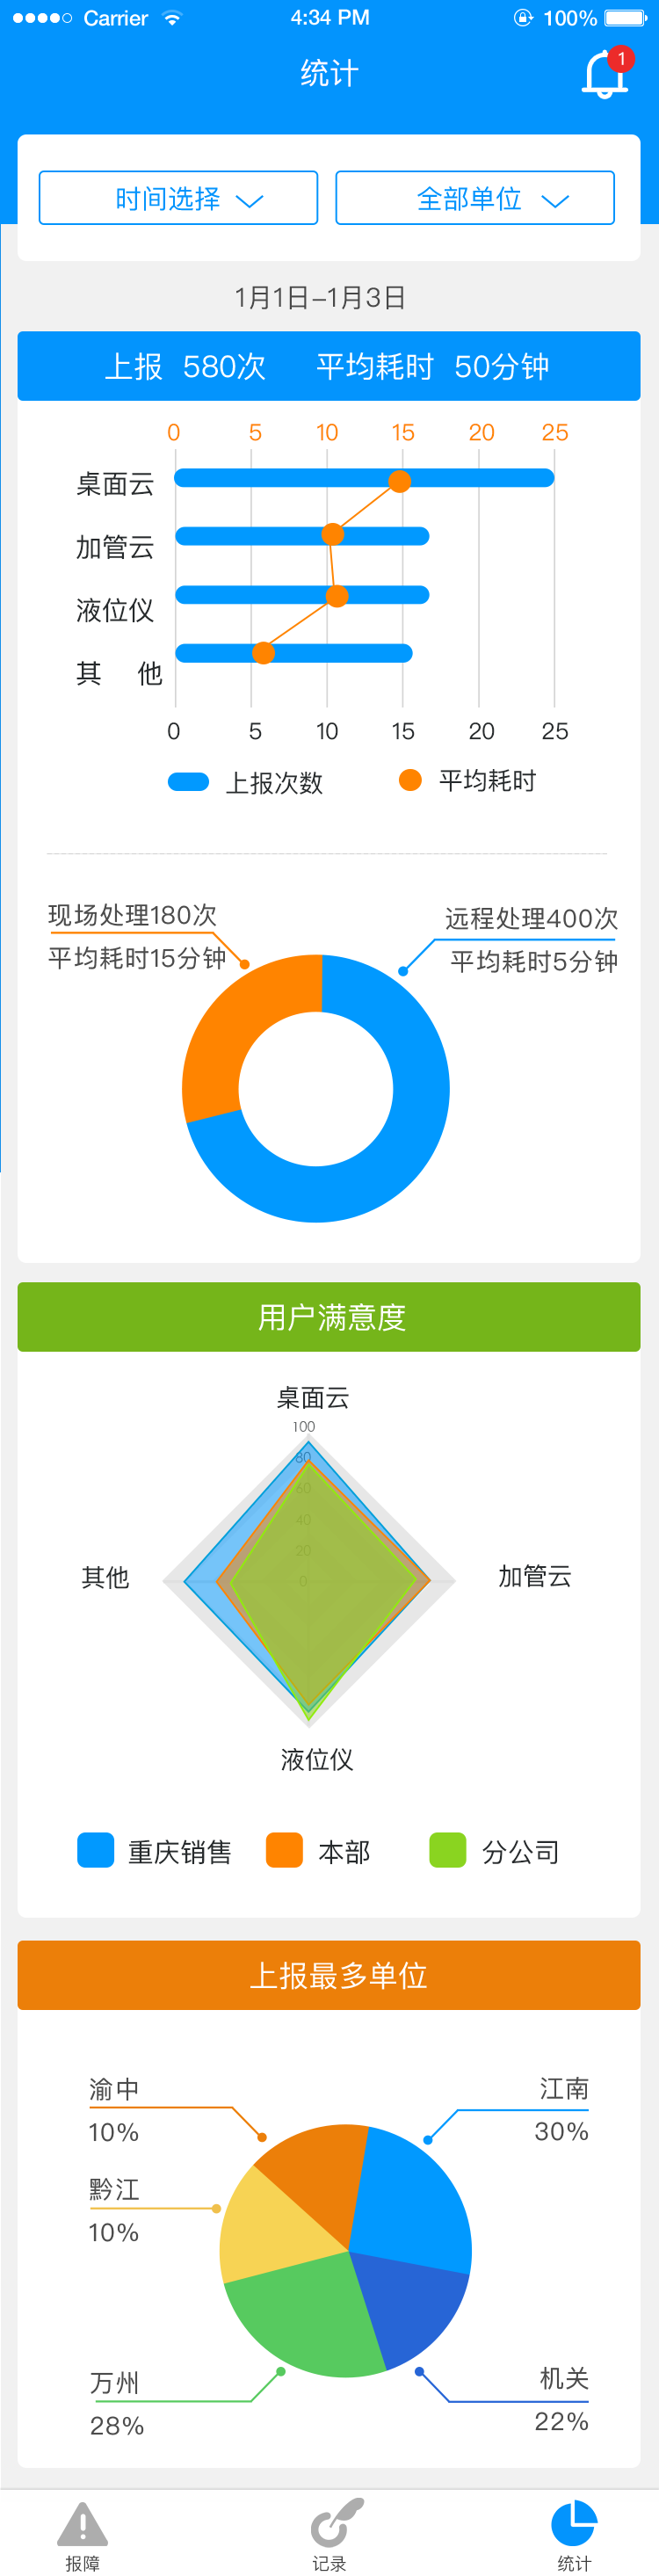 Carrier 4:34 PM 100%
统计
1
时间选择 全部单位
1月1日-1月3日
上报 580次 平均耗时 50分钟
0 5 10 15 20 25
桌面云
加管云
液位仪
其 他
0 5 10 15 20 25
上报次数 平均耗时
现场处理180次
平均耗时15分钟
远程处理400次
平均耗时5分钟
用户满意度
桌面云
100
80
60
40
20
0
其他
加管云
液位仪
重庆销售 本部 分公司
上报最多单位
渝中
10%
江南
30%
黔江
10%
万州
28%
机关
22%
报障 记录 统计